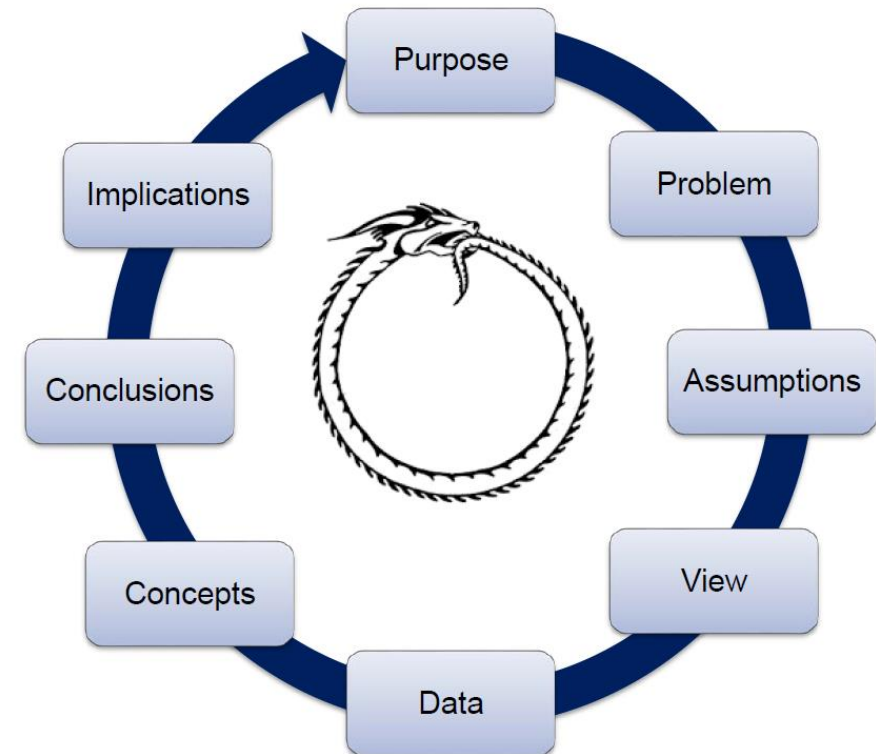 Purpose
Problem
Assumptions
View
Data
Concepts
Conclusions
Implications